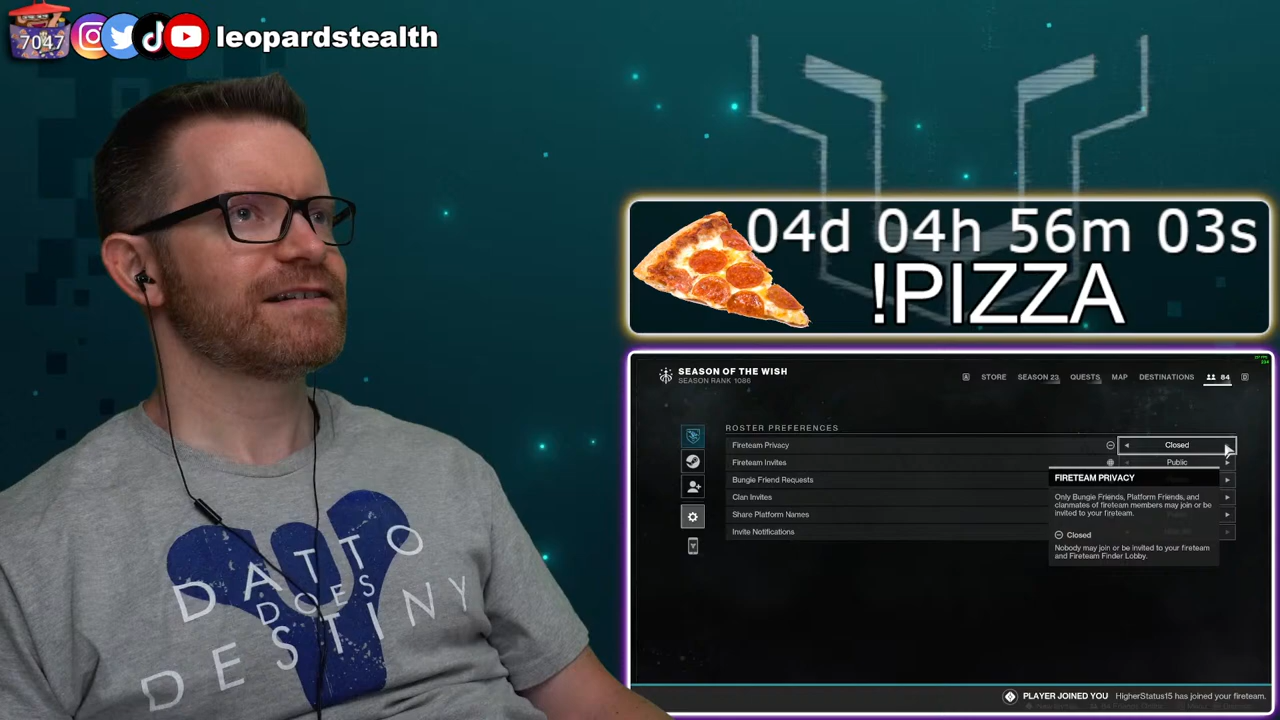 7047
leopardstealth
04d 04h 56m 03s
!PIZZA
DATTO
DOES
DESTINY
SEASON OF THE WISH
SEASON RANK 1086
A STORE SEASON 23 QUESTS MAP DESTINATIONS 84 D
ROSTER PREFERENCES
Fireteam Privacy Closed
Fireteam Invites Public
Bungie Friend Requests
Clan Invites
Share Platform Names
Invite Notifications
FIRETEAM PRIVACY
Only Bungie Friends, Platform Friends, and
clanmates of fireteam members may join or be
invited to your fireteam.
Closed
Nobody may join or be invited to your fireteam
and Fireteam Finder Lobby.
PLAYER JOINED YOU HigherStatus15 has joined your fireteam.